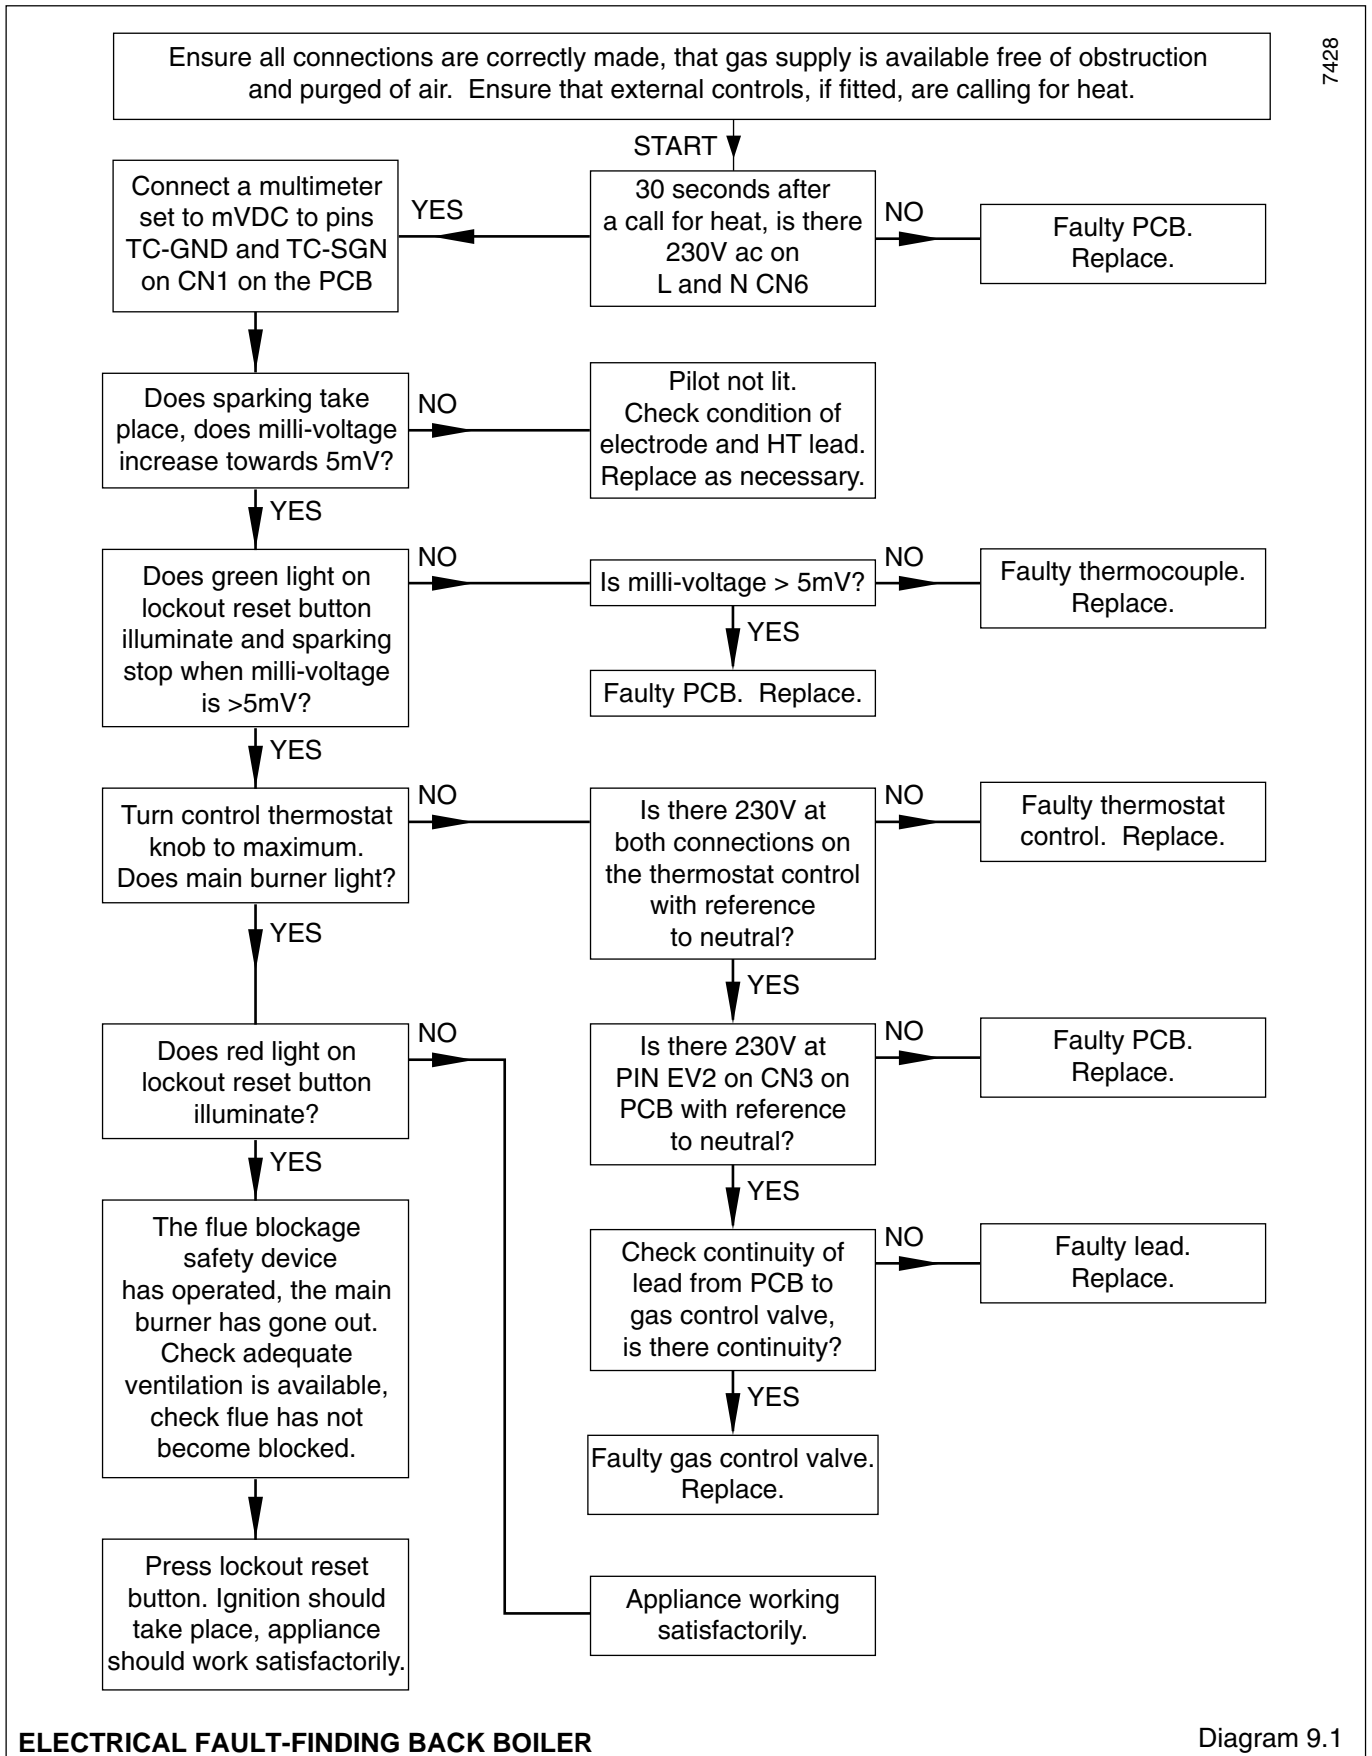 Ensure all connections are correctly made, that gas supply is available free of obstruction
and purged of air. Ensure that external controls, if fitted, are calling for heat.
7428
START
30 seconds after
a call for heat, is there
230V ac on
L and N CN6
NO
Faulty PCB.
Replace.
YES
Connect a multimeter
set to mVDC to pins
TC-GND and TC-SGN
on CN1 on the PCB
Does sparking take
place, does milli-voltage
increase towards 5mV?
NO
Pilot not lit.
Check condition of
electrode and HT lead.
Replace as necessary.
YES
Does green light on
lockout reset button
illuminate and sparking
stop when milli-voltage
is >5mV?
NO
Is milli-voltage > 5mV?
NO
Faulty thermocouple.
Replace.
YES
Faulty PCB. Replace.
YES
Turn control thermostat
knob to maximum.
Does main burner light?
NO
Is there 230V at
both connections on
the thermostat control
with reference
to neutral?
NO
Faulty thermostat
control. Replace.
YES
YES
Does red light on
lockout reset button
illuminate?
NO
Is there 230V at
PIN EV2 on CN3 on
PCB with reference
to neutral?
NO
Faulty PCB.
Replace.
YES
YES
The flue blockage
safety device
has operated, the main
burner has gone out.
Check adequate
ventilation is available,
check flue has not
become blocked.
Check continuity of
lead from PCB to
gas control valve,
is there continuity?
NO
Faulty lead.
Replace.
YES
Faulty gas control valve.
Replace.
Press lockout reset
button. Ignition should
take place, appliance
should work satisfactorily.
Appliance working
satisfactorily.
ELECTRICAL FAULT-FINDING BACK BOILER
Diagram 9.1